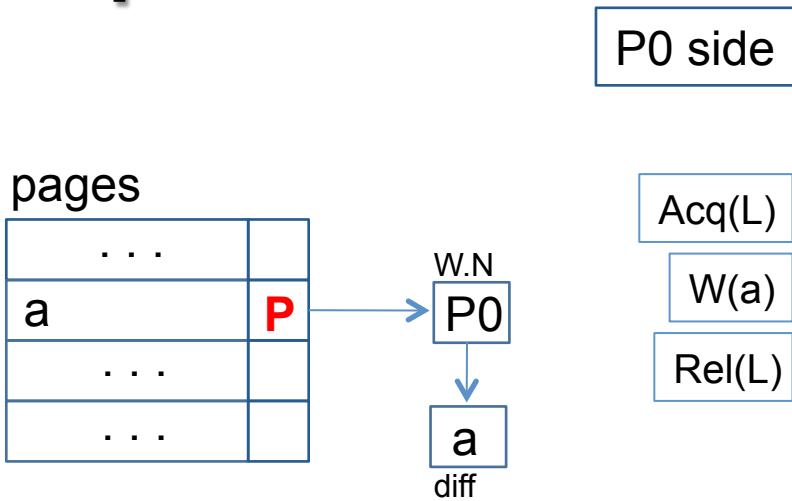 P0 side
pages
. . .
a P
. . .
. . .
W.N
P0
a
diff
Acq(L)
W(a)
Rel(L)